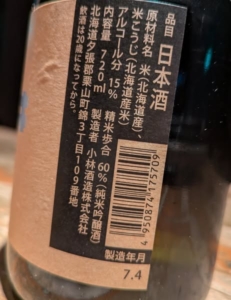 品目 日本酒
原材料名 米(北海道産)、
米こうじ(北海道産米)
アルコール分 15%
内容量 720ml 精米歩合 60%(純米吟醸酒)
製造者 小林酒造株式会社
北海道夕張郡栗山町錦3丁目109番地
飲酒は20歳になってから。
4950874175709
製造年月
7.4